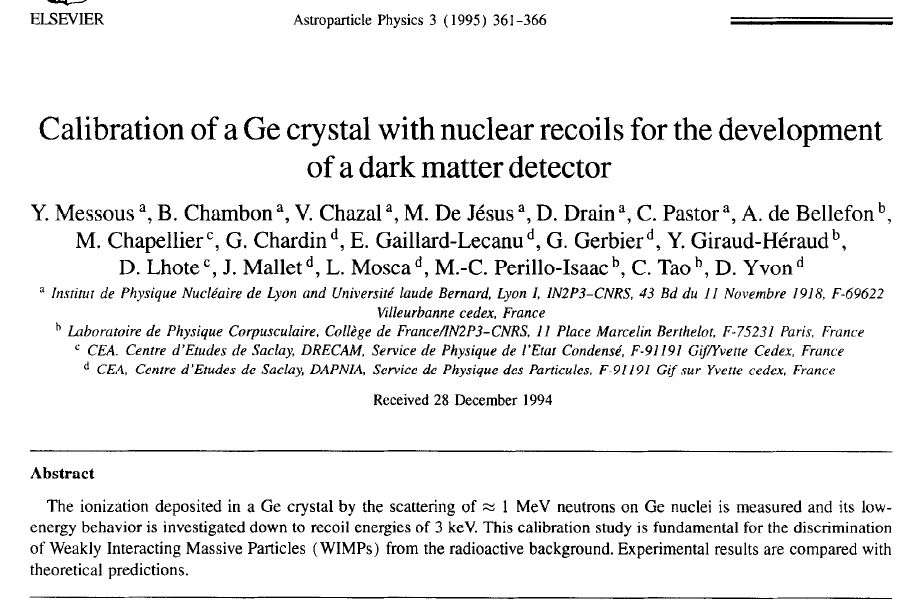 ELSEVIER
Astroparticle Physics 3 (1995) 361-366
Calibration of a Ge crystal with nuclear recoils for the development
of a dark matter detector
Y. Messous a, B. Chambon a, V. Chazal a, M. De Jésus a, D. Drain a, C. Pastor a, A. de Bellefon b,
M. Chapellier c, G. Chardin d, E. Gaillard-Lecanu d, G. Gerbier d, Y. Giraud-Héraud b,
D. Lhote c, J. Mallet d, L. Mosca d, M.-C. Perillo-Isaac b, C. Tao b, D. Yvon d
a Institut de Physique Nucléaire de Lyon and Université laude Bernard, Lyon I, IN2P3-CNRS, 43 Bd du 11 Novembre 1918, F-69622
Villeurbanne cedex, France
b Laboratoire de Physique Corpusculaire, Collège de France/IN2P3-CNRS, 11 Place Marcelin Berthelot, F-75231 Paris, France
c CEA. Centre d'Etudes de Saclay, DRECAM, Service de Physique de l'Etat Condensé, F-91191 Gif/Yvette Cedex, France
d CEA, Centre d'Etudes de Saclay, DAPNIA, Service de Physique des Particules, F-91191 Gif sur Yvette cedex, France
Received 28 December 1994
Abstract
The ionization deposited in a Ge crystal by the scattering of ≈ 1 MeV neutrons on Ge nuclei is measured and its low-
energy behavior is investigated down to recoil energies of 3 keV. This calibration study is fundamental for the discrimination
of Weakly Interacting Massive Particles (WIMPs) from the radioactive background. Experimental results are compared with
theoretical predictions.